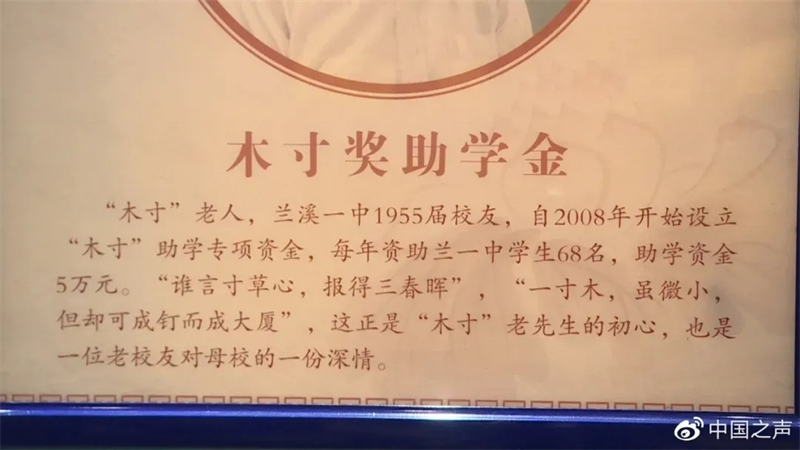 木寸奖助学金
“木寸”老人，兰溪一中1955届校友，自2008年开始设立
“木寸”助学专项资金，每年资助兰一中学生68名，助学资金
5万元。“谁言寸草心，报得三春晖”，“一寸木，虽微小，
但却可成钉而成大厦”，这正是“木寸”老先生的初心，也是
一位老校友对母校的一份深情。
中国之声